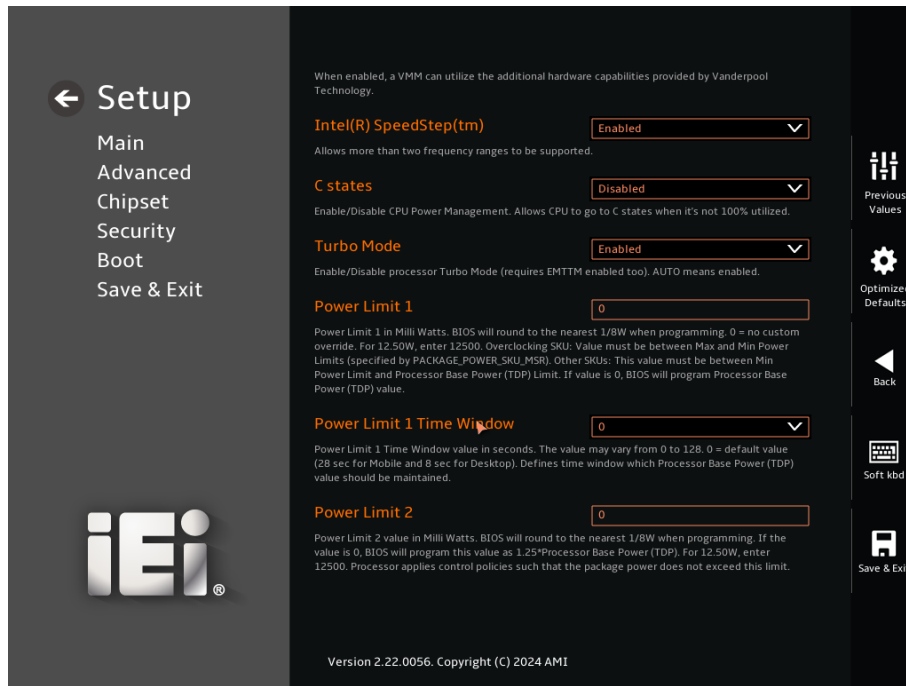 Setup
Main
Advanced
Chipset
Security
Boot
Save & Exit
iEi
®
When enabled, a VMM can utilize the additional hardware capabilities provided by Vanderpool
Technology.
Intel(R) SpeedStep(tm)
Enabled
Allows more than two frequency ranges to be supported.
C states
Disabled
Enable/Disable CPU Power Management. Allows CPU to go to C states when it's not 100% utilized.
Turbo Mode
Enabled
Enable/Disable processor Turbo Mode (requires EMTTM enabled too). AUTO means enabled.
Power Limit 1
0
Power Limit 1 in Milli Watts. BIOS will round to the nearest 1/8W when programming. 0 = no custom
override. For 12.50W, enter 12500. Overclocking SKU: Value must be between Max and Min Power
Limits (specified by PACKAGE_POWER_SKU_MSR). Other SKUs: This value must be between Min
Power Limit and Processor Base Power (TDP) Limit. If value is 0, BIOS will program Processor Base
Power (TDP) value.
Power Limit 1 Time Window
0
Power Limit 1 Time Window value in seconds. The value may vary from 0 to 128. 0 = default value
(28 sec for Mobile and 8 sec for Desktop). Defines time window which Processor Base Power (TDP)
value should be maintained.
Power Limit 2
0
Power Limit 2 value in Milli Watts. BIOS will round to the nearest 1/8W when programming. If the
value is 0, BIOS will program this value as 1.25*Processor Base Power (TDP). For 12.50W, enter
12500. Processor applies control policies such that the package power does not exceed this limit.
Version 2.22.0056. Copyright (C) 2024 AMI
Previous
Values
Optimized
Defaults
Back
Soft kbd
Save & Exi